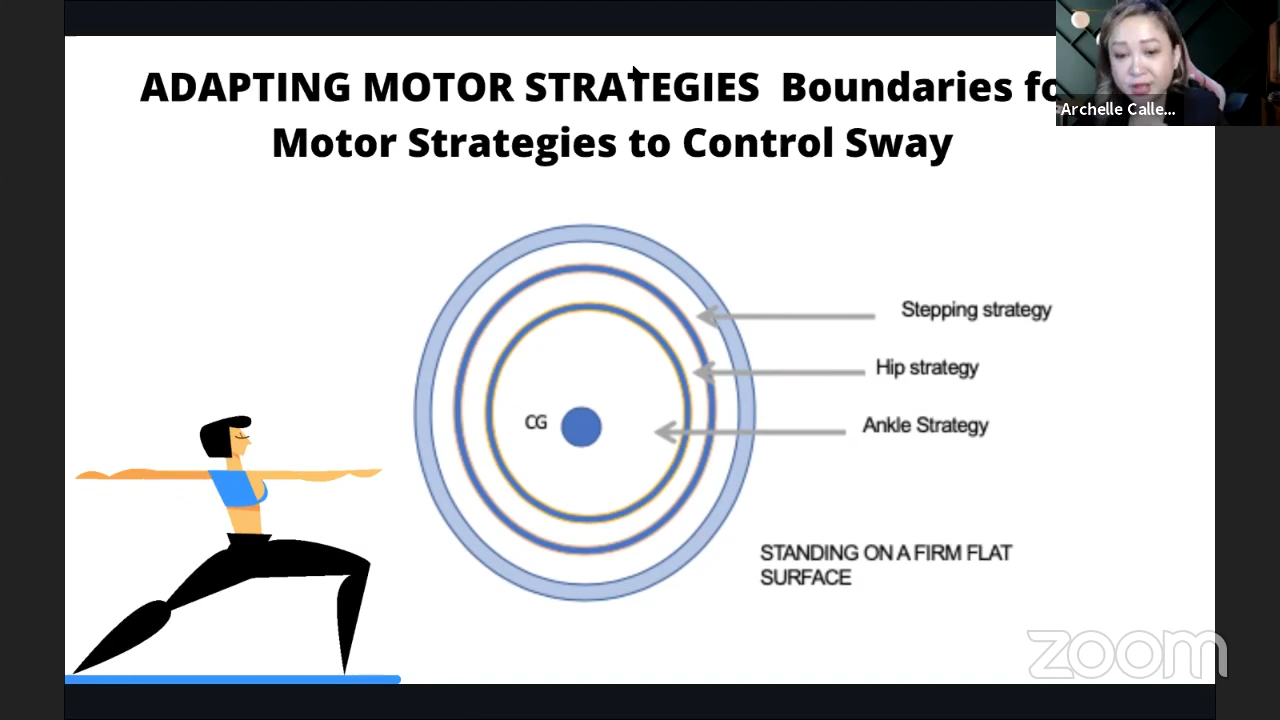 ADAPTING MOTOR STRATEGIES Boundaries
Motor Strategies to Control Sway
Archelle Calle...
Stepping strategy
Hip strategy
CG
Ankle Strategy
STANDING ON A FIRM FLAT
SURFACE
zoom